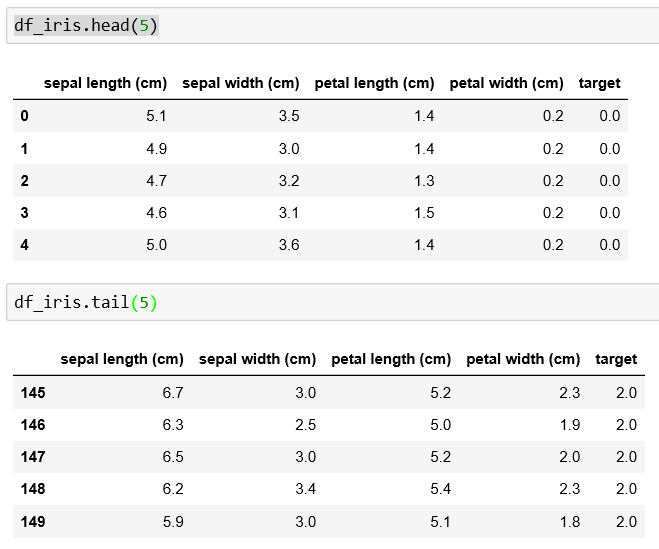 df_iris.head(5)
sepal length (cm) sepal width (cm) petal length (cm) petal width (cm) target
0 5.1 3.5 1.4 0.2 0.0
1 4.9 3.0 1.4 0.2 0.0
2 4.7 3.2 1.3 0.2 0.0
3 4.6 3.1 1.5 0.2 0.0
4 5.0 3.6 1.4 0.2 0.0
df_iris.tail(5)
sepal length (cm) sepal width (cm) petal length (cm) petal width (cm) target
145 6.7 3.0 5.2 2.3 2.0
146 6.3 2.5 5.0 1.9 2.0
147 6.5 3.0 5.2 2.0 2.0
148 6.2 3.4 5.4 2.3 2.0
149 5.9 3.0 5.1 1.8 2.0